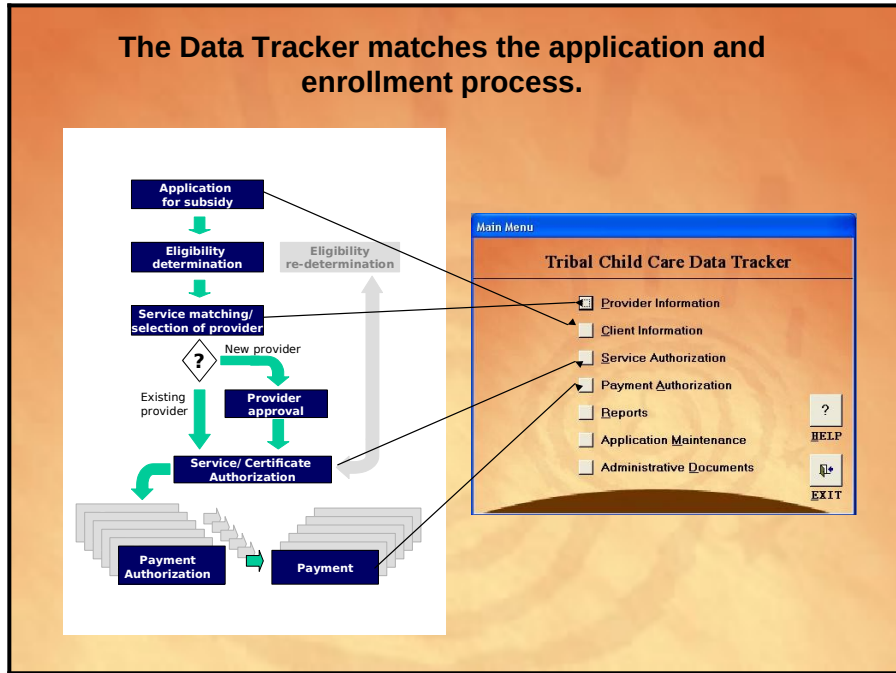 The Data Tracker matches the application and
enrollment process.
Application
for subsidy
Eligibility
determination
Eligibility
re-determination
Service matching/
selection of provider
?
New provider
Existing
provider
Provider
approval
Service/ Certificate
Authorization
Payment
Authorization
Payment
Main Menu
Tribal Child Care Data Tracker
Provider Information
Client Information
Service Authorization
Payment Authorization
Reports
Application Maintenance
Administrative Documents
?
HELP
EXIT